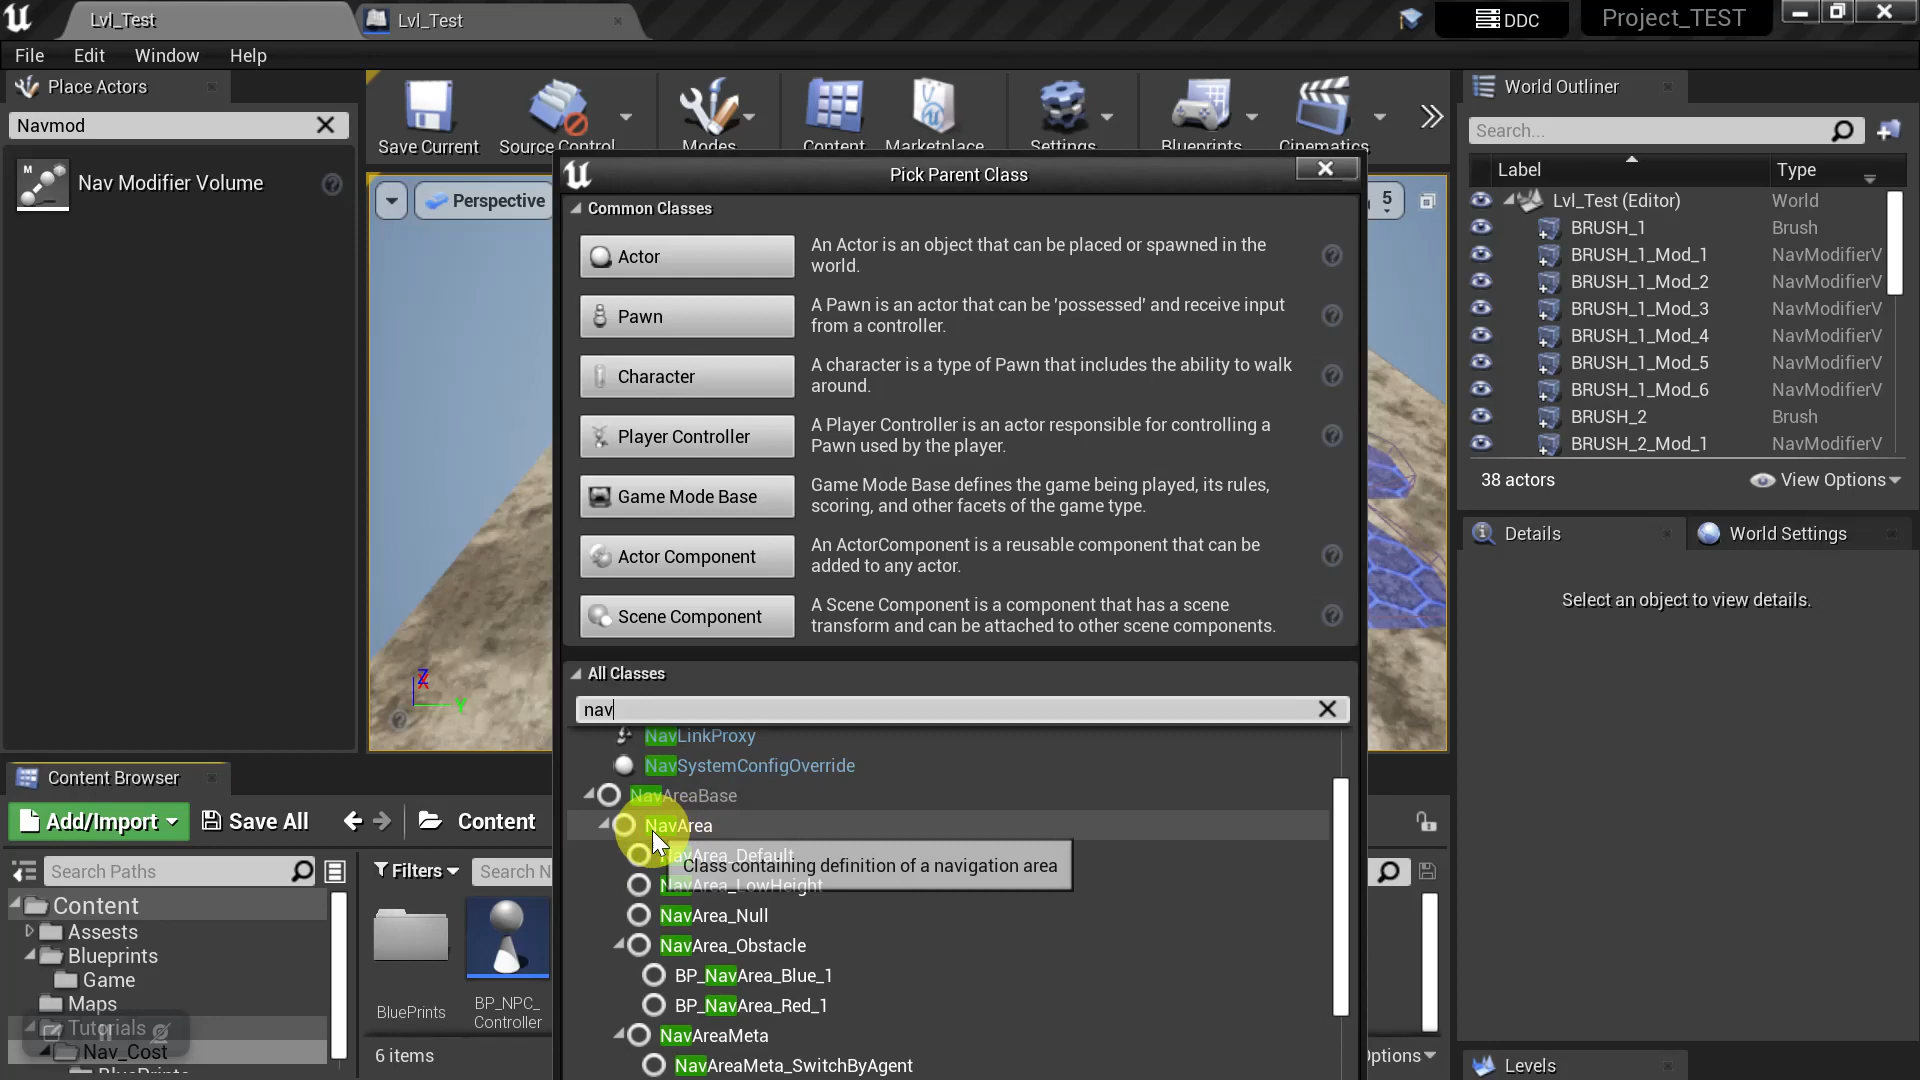 Lvl_Test
Lvl_Test
DDC
Project_TEST
File Edit Window Help
Place Actors
Navmod
Nav Modifier Volume
Save Current
Source Control
Modes
Content
Marketplace
Settings
Blueprints
Cinematics
Perspective
5
Pick Parent Class
Common Classes
Actor
An Actor is an object that can be placed or spawned in the
world.
Pawn
A Pawn is an actor that can be 'possessed' and receive input
from a controller.
Character
A character is a type of Pawn that includes the ability to walk
around.
Player Controller
A Player Controller is an actor responsible for controlling a
Pawn used by the player.
Game Mode Base
Game Mode Base defines the game being played, its rules,
scoring, and other facets of the game type.
Actor Component
An ActorComponent is a reusable component that can be
added to any actor.
Scene Component
A Scene Component is a component that has a scene
transform and can be attached to other scene components.
All Classes
nav
NavLinkProxy
NavSystemConfigOverride
NavAreaBase
NavArea
NavArea_Default
Class containing definition of a navigation area
NavArea_LowHeight
NavArea_Null
NavArea_Obstacle
BP_NavArea_Blue_1
BP_NavArea_Red_1
NavAreaMeta
NavAreaMeta_SwitchByAgent
World Outliner
Search...
Label Type
Lvl_Test (Editor) World
BRUSH_1 Brush
BRUSH_1_Mod_1 NavModifierV
BRUSH_1_Mod_2 NavModifierV
BRUSH_1_Mod_3 NavModifierV
BRUSH_1_Mod_4 NavModifierV
BRUSH_1_Mod_5 NavModifierV
BRUSH_1_Mod_6 NavModifierV
BRUSH_2 Brush
BRUSH_2_Mod_1 NavModifierV
38 actors View Options
Details
World Settings
Select an object to view details.
Levels
Z
X
Y
Content Browser
Add/Import Save All Content
Search Paths
Filters
Search N
Content
Assests
Blueprints
Game
Maps
Tutorials
Nav_Cost
BluePrints
BluePrints
BP_NPC_
Controller
6 items
ptions